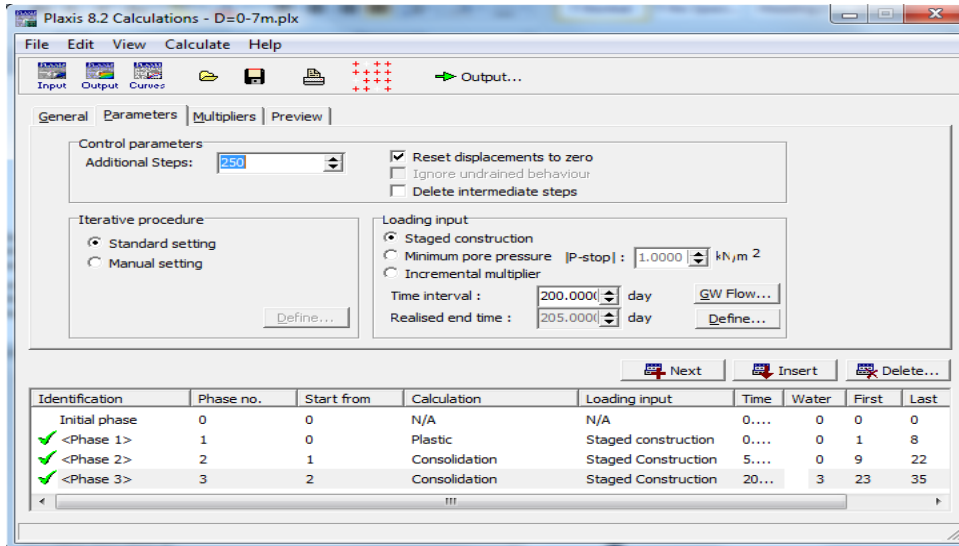 Plaxis 8.2 Calculations - D=0-7m.plx
File Edit View Calculate Help
Input Output Curves Output...
General Parameters Multipliers Preview
Control parameters
Additional Steps: 250
Reset displacements to zero
Ignore undrained behaviour
Delete intermediate steps
Iterative procedure
Standard setting
Manual setting
Define...
Loading input
Staged construction
Minimum pore pressure |P-stop| : 1.0000 kN/m 2
Incremental multiplier
Time interval : 200.000 day GW Flow...
Realised end time : 205.000 day Define...
Next Insert Delete...
Identification Phase no. Start from Calculation Loading input Time Water First Last
Initial phase 0 0 N/A N/A 0.... 0 0 0
<Phase 1> 1 0 Plastic Staged construction 0.... 0 1 8
<Phase 2> 2 1 Consolidation Staged Construction 5.... 0 9 22
<Phase 3> 3 2 Consolidation Staged Construction 20... 3 23 35